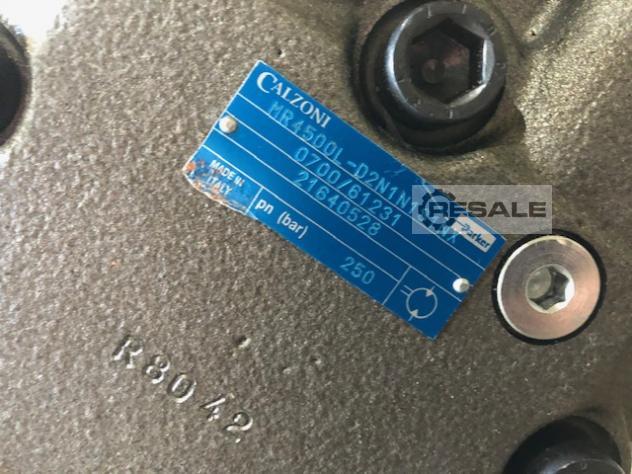 CALZONI
MR4500L-D2N1N
0700/61231
21640528
MADE IN
ITALY
pn (bar)
250
Parker
RESALE
R8042